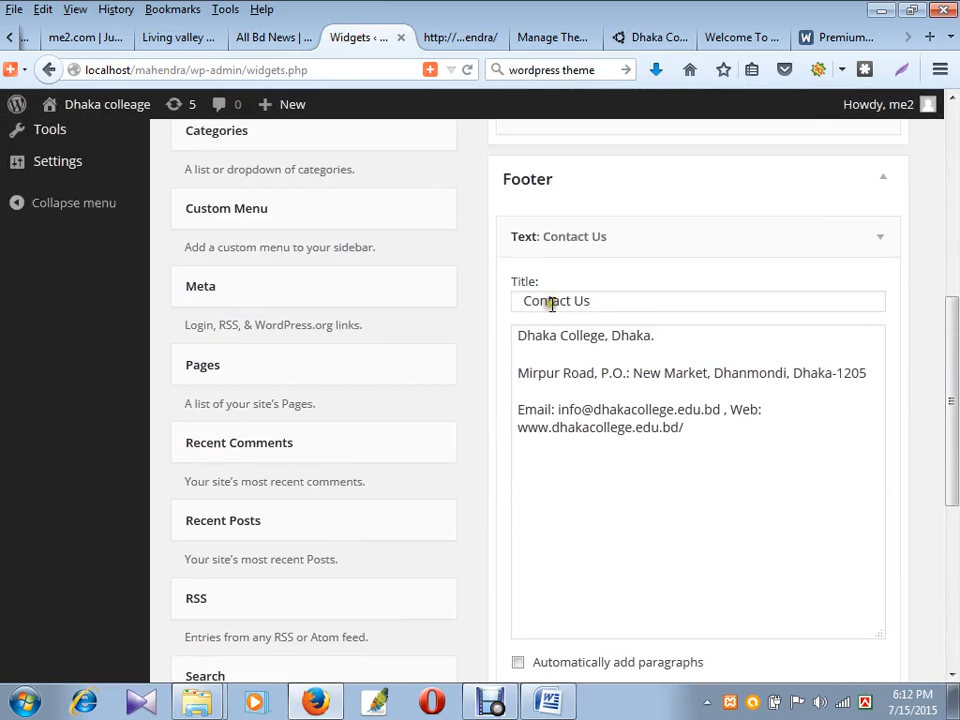 File Edit View History Bookmarks Tools Help
... me2.com | Ju... Living valley ... All Bd News | ... Widgets ‹ ... http://...endra/ Manage The... Dhaka Co... Welcome To ... Premium...
localhost/mahendra/wp-admin/widgets.php wordpress theme
Dhaka colleage 5 0 New Howdy, me2
Tools
Settings
Collapse menu
Categories
A list or dropdown of categories.
Custom Menu
Add a custom menu to your sidebar.
Meta
Login, RSS, & WordPress.org links.
Pages
A list of your site's Pages.
Recent Comments
Your site's most recent comments.
Recent Posts
Your site's most recent Posts.
RSS
Entries from any RSS or Atom feed.
Search
Footer
Text: Contact Us
Title:
Contact Us
Dhaka College, Dhaka.
Mirpur Road, P.O.: New Market, Dhanmondi, Dhaka-1205
Email: info@dhakacollege.edu.bd , Web:
www.dhakacollege.edu.bd/
Automatically add paragraphs
6:12 PM
7/15/2015